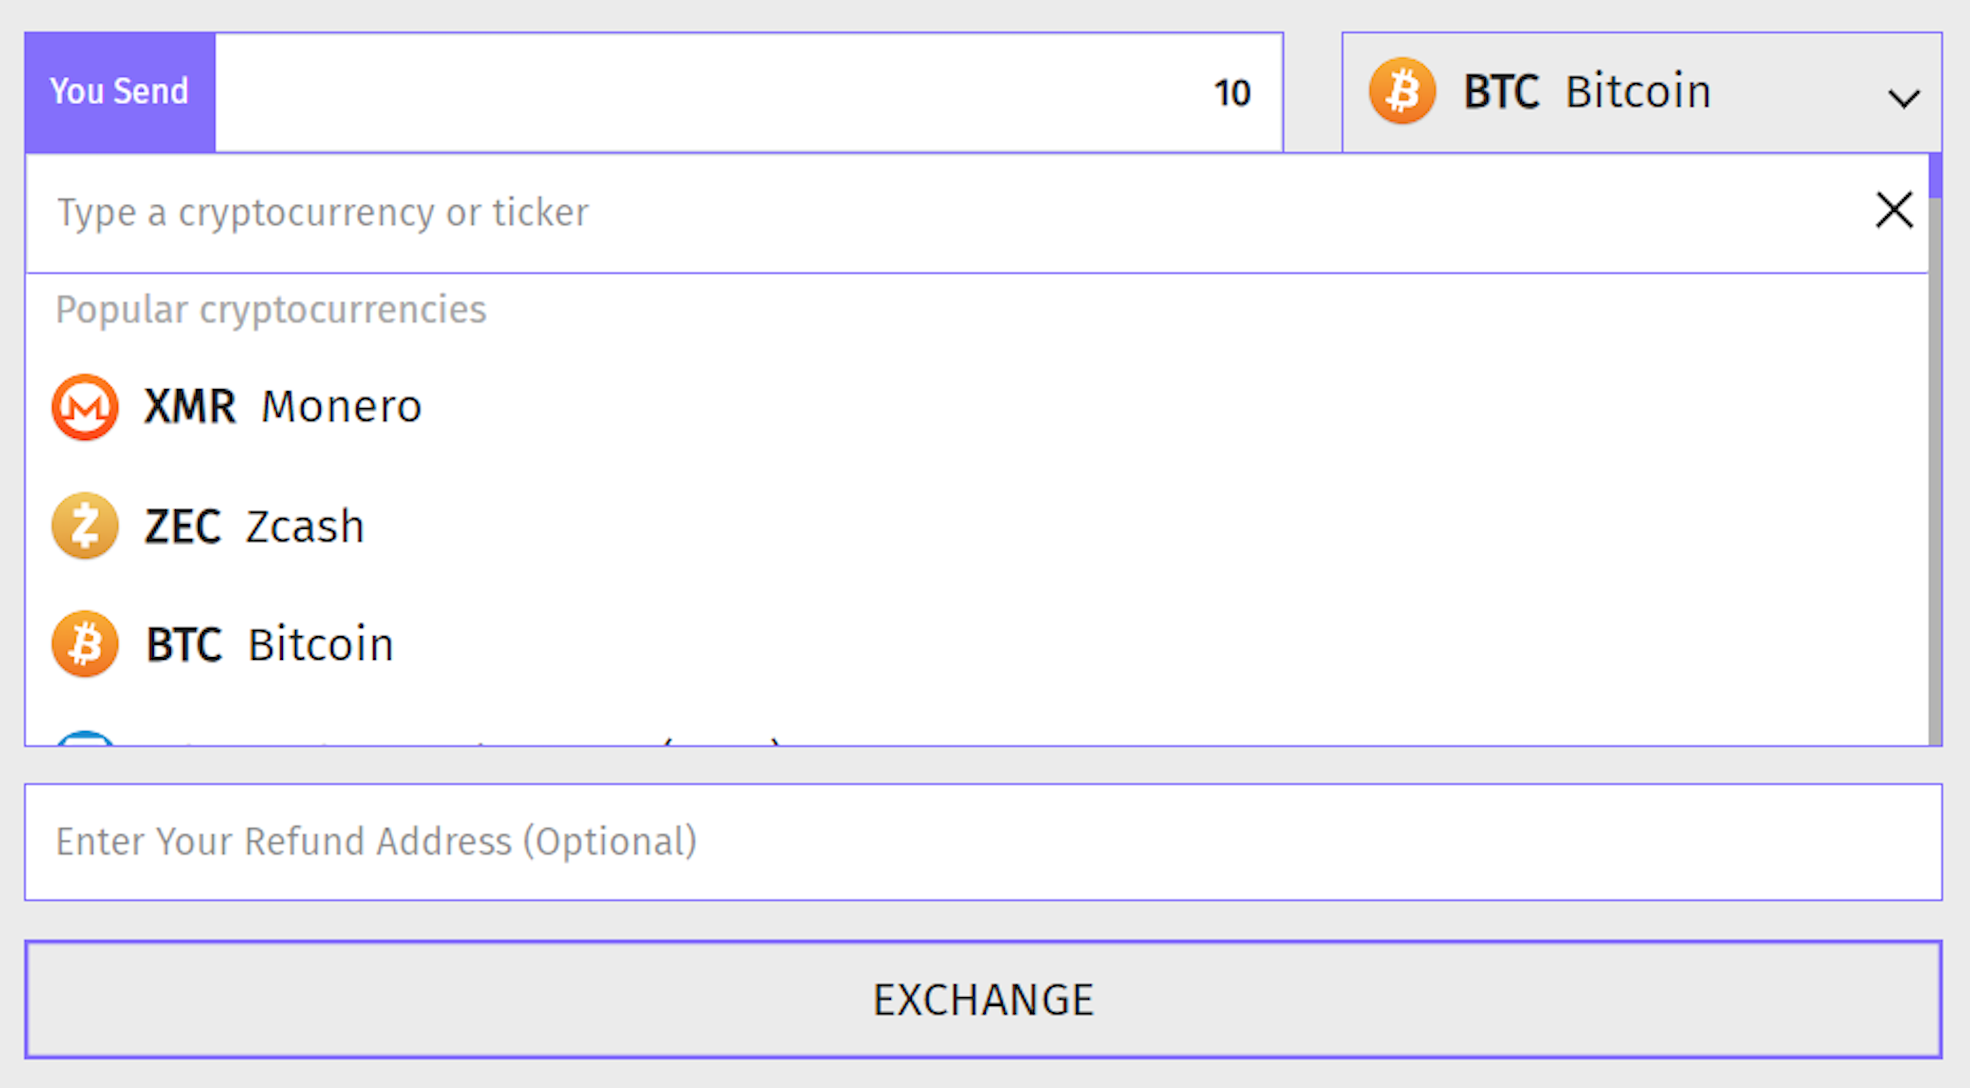 You Send 10 BTC Bitcoin
Type a cryptocurrency or ticker
Popular cryptocurrencies
XMR Monero
ZEC Zcash
BTC Bitcoin
Enter Your Refund Address (Optional)
EXCHANGE